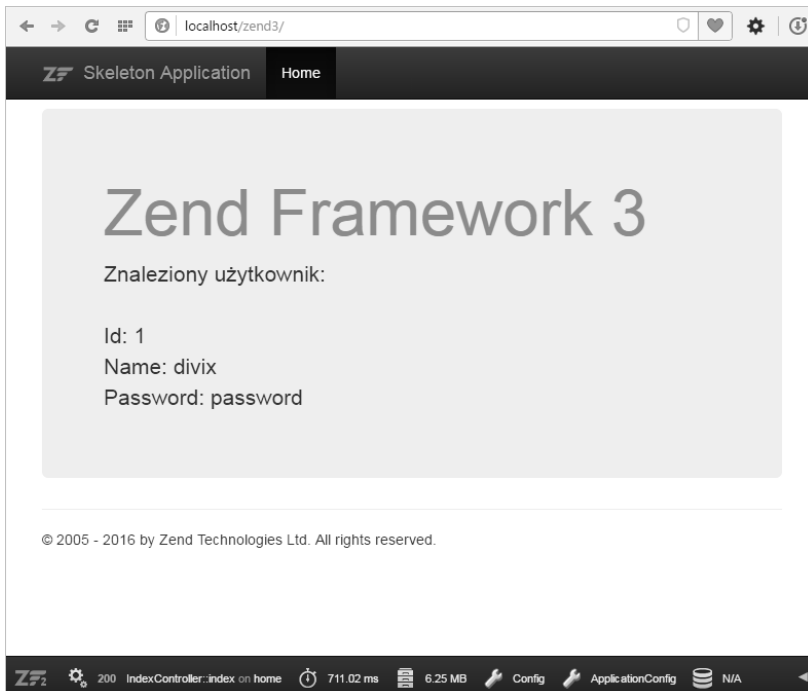 localhost/zend3/
ZF Skeleton Application Home
Zend Framework 3
Znaleziony użytkownik:
Id: 1
Name: divix
Password: password
© 2005 - 2016 by Zend Technologies Ltd. All rights reserved.
ZF2 200 IndexController::index on home 711.02 ms 6.25 MB Config ApplicationConfig N/A